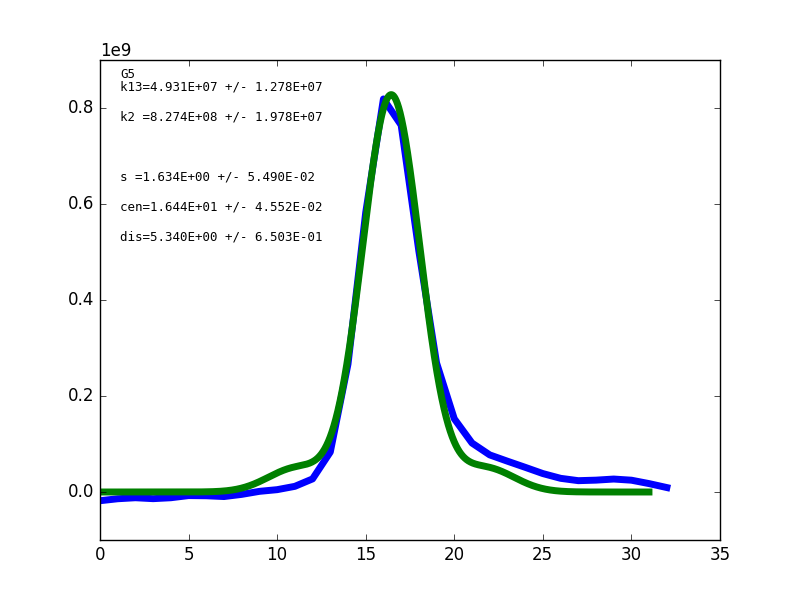 1e9
G5
k13=4.931E+07 +/- 1.278E+07
k2 =8.274E+08 +/- 1.978E+07
s =1.634E+00 +/- 5.490E-02
cen=1.644E+01 +/- 4.552E-02
dis=5.340E+00 +/- 6.503E-01
0.8
0.6
0.4
0.2
0.0
0 5 10 15 20 25 30 35